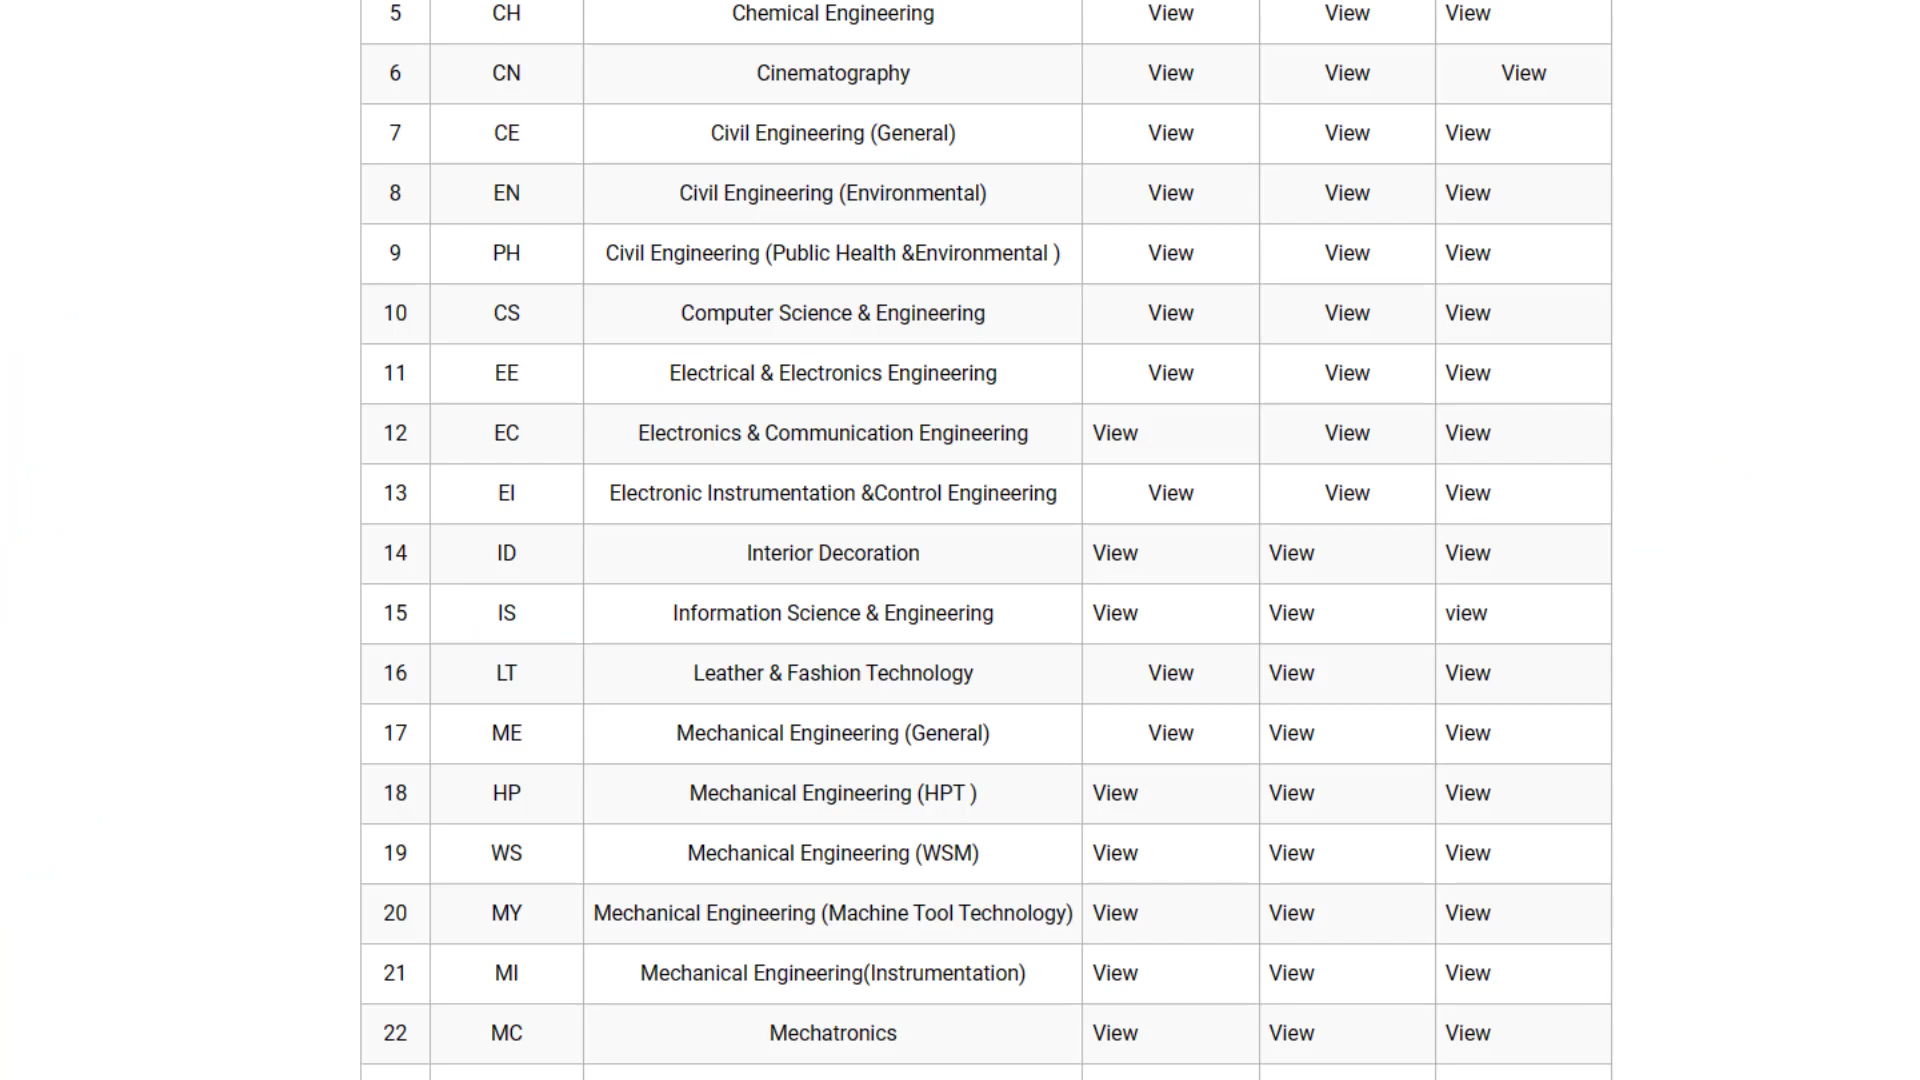 5 CH Chemical Engineering View View View
6 CN Cinematography View View View
7 CE Civil Engineering (General) View View View
8 EN Civil Engineering (Environmental) View View View
9 PH Civil Engineering (Public Health &Environmental ) View View View
10 CS Computer Science & Engineering View View View
11 EE Electrical & Electronics Engineering View View View
12 EC Electronics & Communication Engineering View View View
13 EI Electronic Instrumentation &Control Engineering View View View
14 ID Interior Decoration View View View
15 IS Information Science & Engineering View View view
16 LT Leather & Fashion Technology View View View
17 ME Mechanical Engineering (General) View View View
18 HP Mechanical Engineering (HPT ) View View View
19 WS Mechanical Engineering (WSM) View View View
20 MY Mechanical Engineering (Machine Tool Technology) View View View
21 MI Mechanical Engineering(Instrumentation) View View View
22 MC Mechatronics View View View